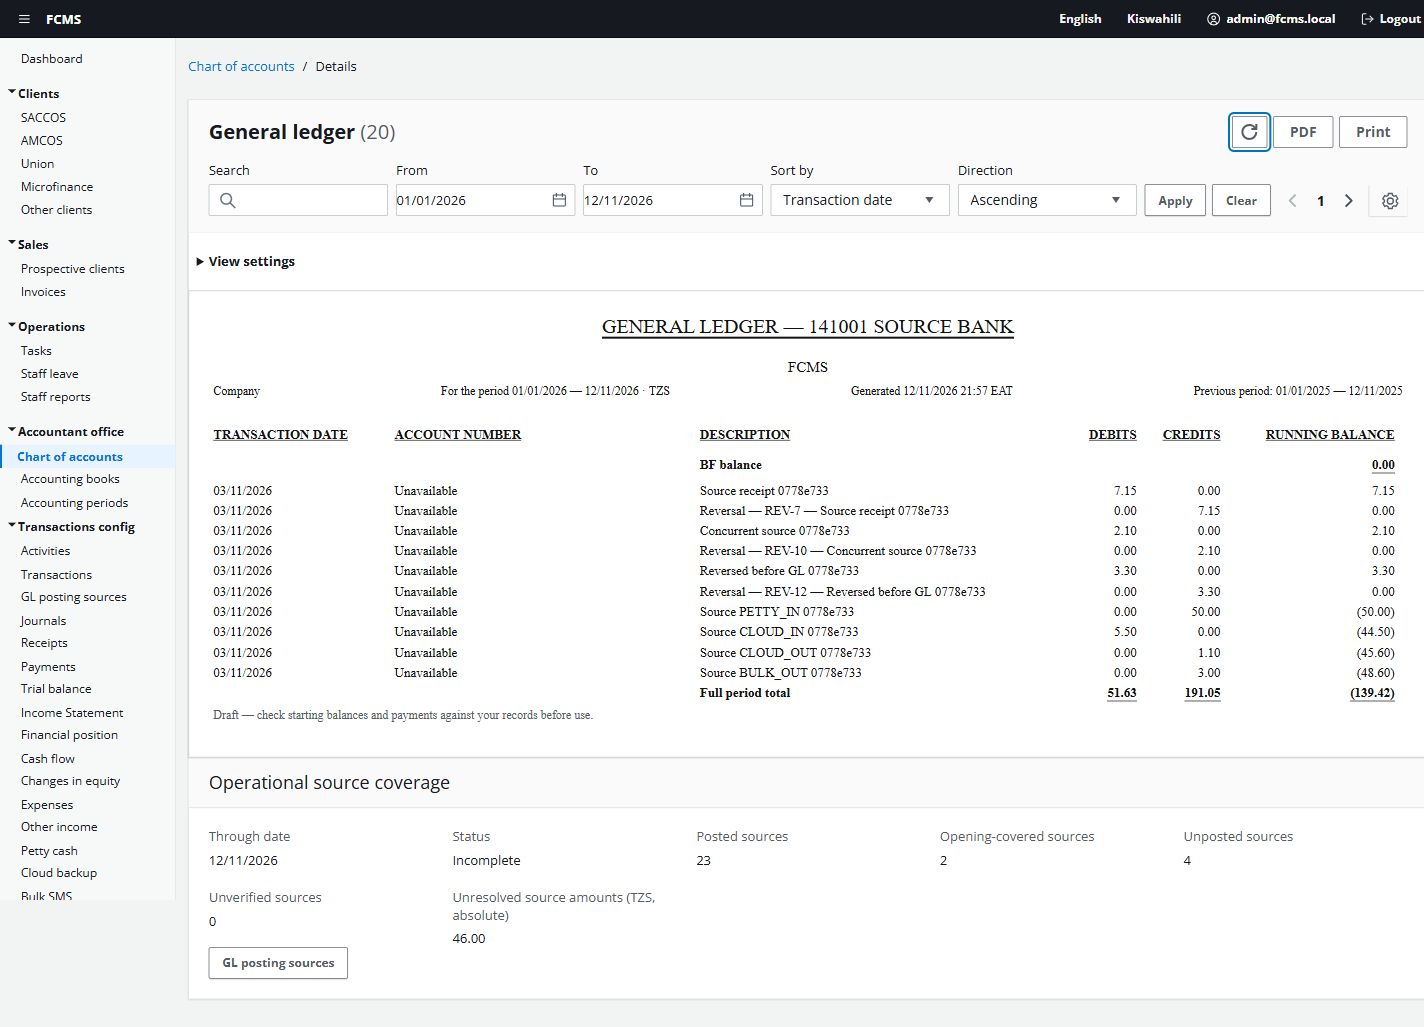 FCMS
English Kiswahili admin@fcms.local Logout
Dashboard
Clients
SACCOS
AMCOS
Union
Microfinance
Other clients
Sales
Prospective clients
Invoices
Operations
Tasks
Staff leave
Staff reports
Accountant office
Chart of accounts
Accounting books
Accounting periods
Transactions config
Activities
Transactions
GL posting sources
Journals
Receipts
Payments
Trial balance
Income Statement
Financial position
Cash flow
Changes in equity
Expenses
Other income
Petty cash
Cloud backup
Bulk SMS
Chart of accounts / Details
General ledger (20)
PDF Print
Search From To Sort by Direction
01/01/2026 12/11/2026 Transaction date Ascending Apply Clear 1
View settings
GENERAL LEDGER — 141001 SOURCE BANK
FCMS
Company For the period 01/01/2026 — 12/11/2026 · TZS Generated 12/11/2026 21:57 EAT Previous period: 01/01/2025 — 12/11/2025
TRANSACTION DATE ACCOUNT NUMBER DESCRIPTION DEBITS CREDITS RUNNING BALANCE
BF balance 0.00
03/11/2026 Unavailable Source receipt 0778e733 7.15 0.00 7.15
03/11/2026 Unavailable Reversal — REV-7 — Source receipt 0778e733 0.00 7.15 0.00
03/11/2026 Unavailable Concurrent source 0778e733 2.10 0.00 2.10
03/11/2026 Unavailable Reversal — REV-10 — Concurrent source 0778e733 0.00 2.10 0.00
03/11/2026 Unavailable Reversed before GL 0778e733 3.30 0.00 3.30
03/11/2026 Unavailable Reversal — REV-12 — Reversed before GL 0778e733 0.00 3.30 0.00
03/11/2026 Unavailable Source PETTY_IN 0778e733 0.00 50.00 (50.00)
03/11/2026 Unavailable Source CLOUD_IN 0778e733 5.50 0.00 (44.50)
03/11/2026 Unavailable Source CLOUD_OUT 0778e733 0.00 1.10 (45.60)
03/11/2026 Unavailable Source BULK_OUT 0778e733 0.00 3.00 (48.60)
Full period total 51.63 191.05 (139.42)
Draft — check starting balances and payments against your records before use.
Operational source coverage
Through date Status Posted sources Opening-covered sources Unposted sources
12/11/2026 Incomplete 23 2 4
Unverified sources Unresolved source amounts (TZS,
absolute)
0
46.00
GL posting sources